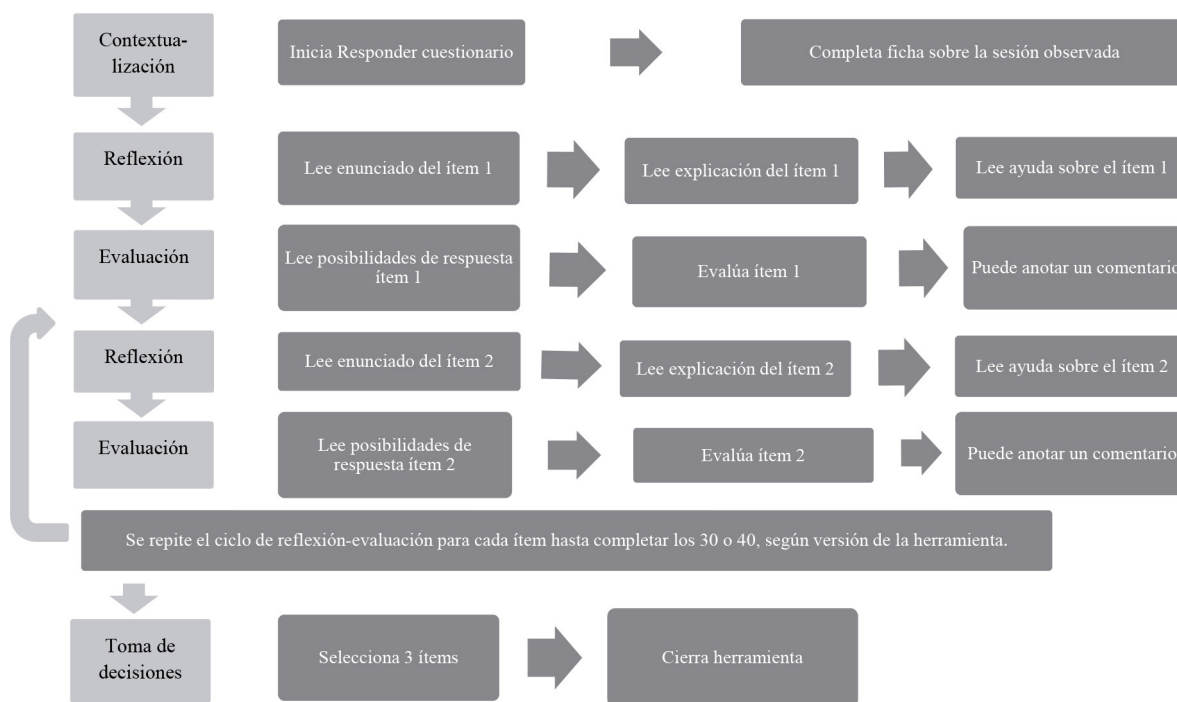 Contextua-
lización
Inicia Responder cuestionario
Completa ficha sobre la sesión observada
Reflexión
Lee enunciado del ítem 1
Lee explicación del ítem 1
Lee ayuda sobre el ítem 1
Evaluación
Lee posibilidades de respuesta
ítem 1
Evalúa ítem 1
Puede anotar un comentario
Reflexión
Lee enunciado del ítem 2
Lee explicación del ítem 2
Lee ayuda sobre el ítem 2
Evaluación
Lee posibilidades de
respuesta ítem 2
Evalúa ítem 2
Puede anotar un comentario
Se repite el ciclo de reflexión-evaluación para cada ítem hasta completar los 30 o 40, según versión de la herramienta.
Toma de
decisiones
Selecciona 3 ítems
Cierra herramienta